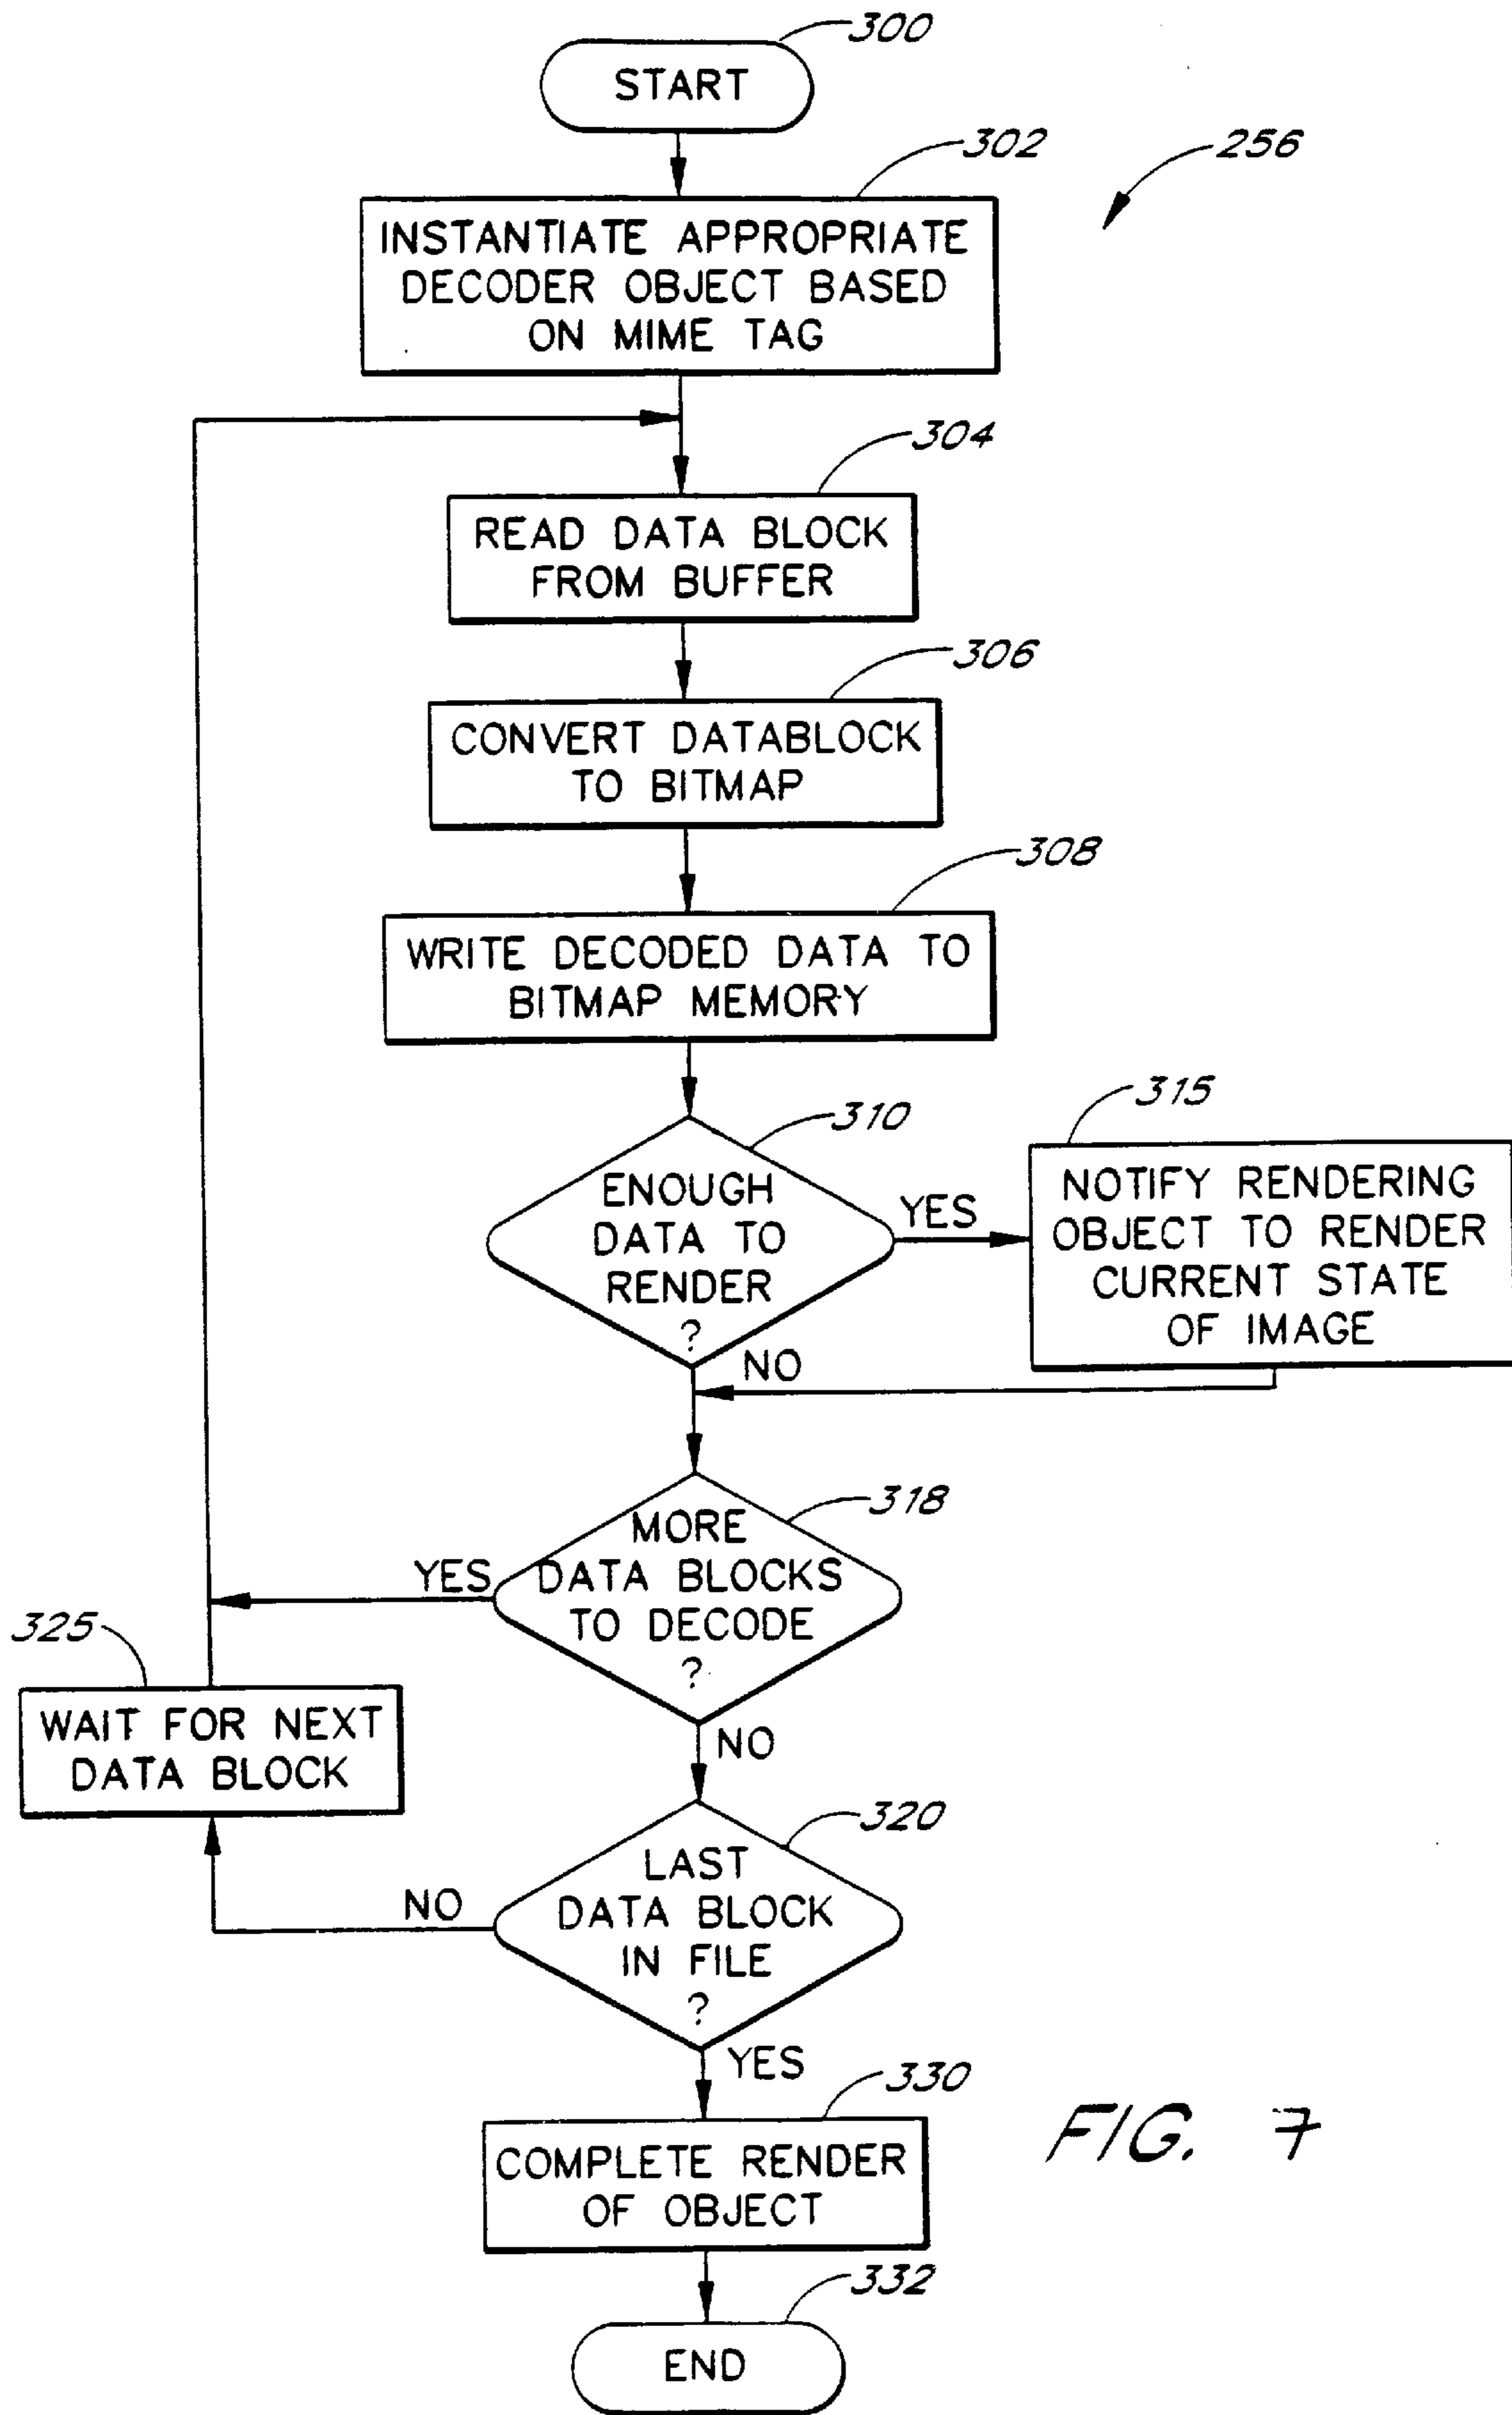 300
START
302
256
INSTANTIATE APPROPRIATE
DECODER OBJECT BASED
ON MIME TAG
304
READ DATA BLOCK
FROM BUFFER
306
CONVERT DATABLOCK
TO BITMAP
308
WRITE DECODED DATA TO
BITMAP MEMORY
310
ENOUGH
DATA TO
RENDER
?
YES
315
NOTIFY RENDERING
OBJECT TO RENDER
CURRENT STATE
OF IMAGE
NO
318
MORE
DATA BLOCKS
TO DECODE
?
YES
325
WAIT FOR NEXT
DATA BLOCK
NO
320
LAST
DATA BLOCK
IN FILE
?
NO
YES
330
COMPLETE RENDER
OF OBJECT
332
END
FIG. 7